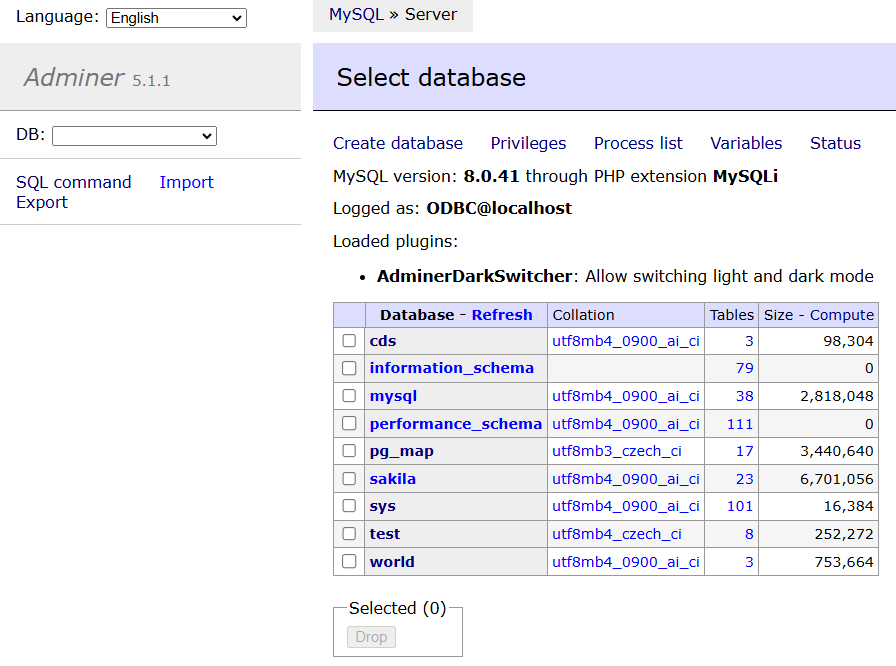 Language: English
MySQL » Server
Adminer 5.1.1
Select database
DB:
SQL command Import
Export
Create database Privileges Process list Variables Status
MySQL version: 8.0.41 through PHP extension MySQLi
Logged as: ODBC@localhost
Loaded plugins:
• AdminerDarkSwitcher: Allow switching light and dark mode
Database - Refresh Collation Tables Size - Compute
cds utf8mb4_0900_ai_ci 3 98,304
information_schema 79 0
mysql utf8mb4_0900_ai_ci 38 2,818,048
performance_schema utf8mb4_0900_ai_ci 111 0
pg_map utf8mb3_czech_ci 17 3,440,640
sakila utf8mb4_0900_ai_ci 23 6,701,056
sys utf8mb4_0900_ai_ci 101 16,384
test utf8mb4_czech_ci 8 252,272
world utf8mb4_0900_ai_ci 3 753,664
Selected (0)
Drop